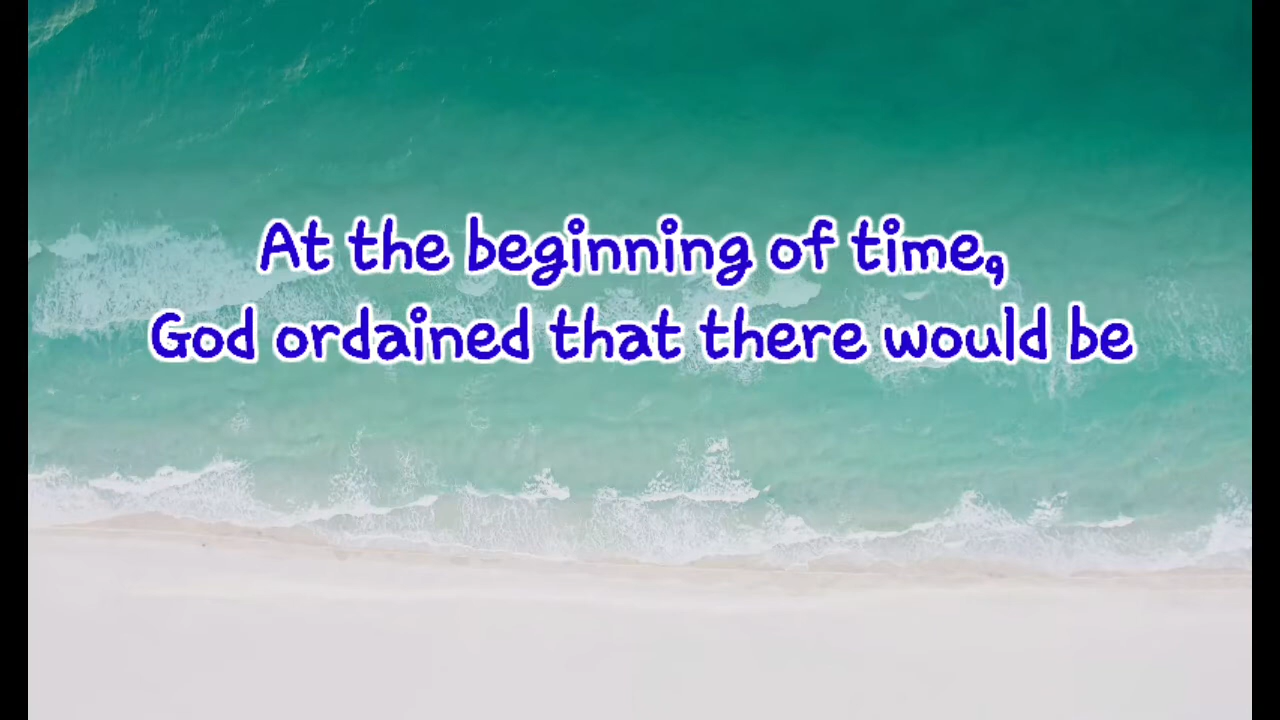 At the beginning of time,
God ordained that there would be